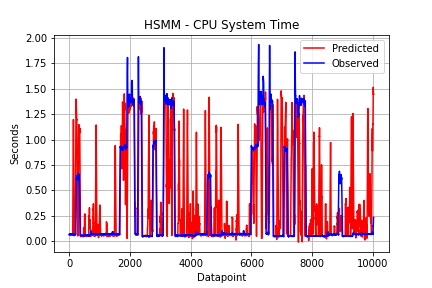 HSMM - CPU System Time
Predicted
Observed
2.00
1.75
1.50
1.25
1.00
0.75
0.50
0.25
0.00
Seconds
0 2000 4000 6000 8000 10000
Datapoint